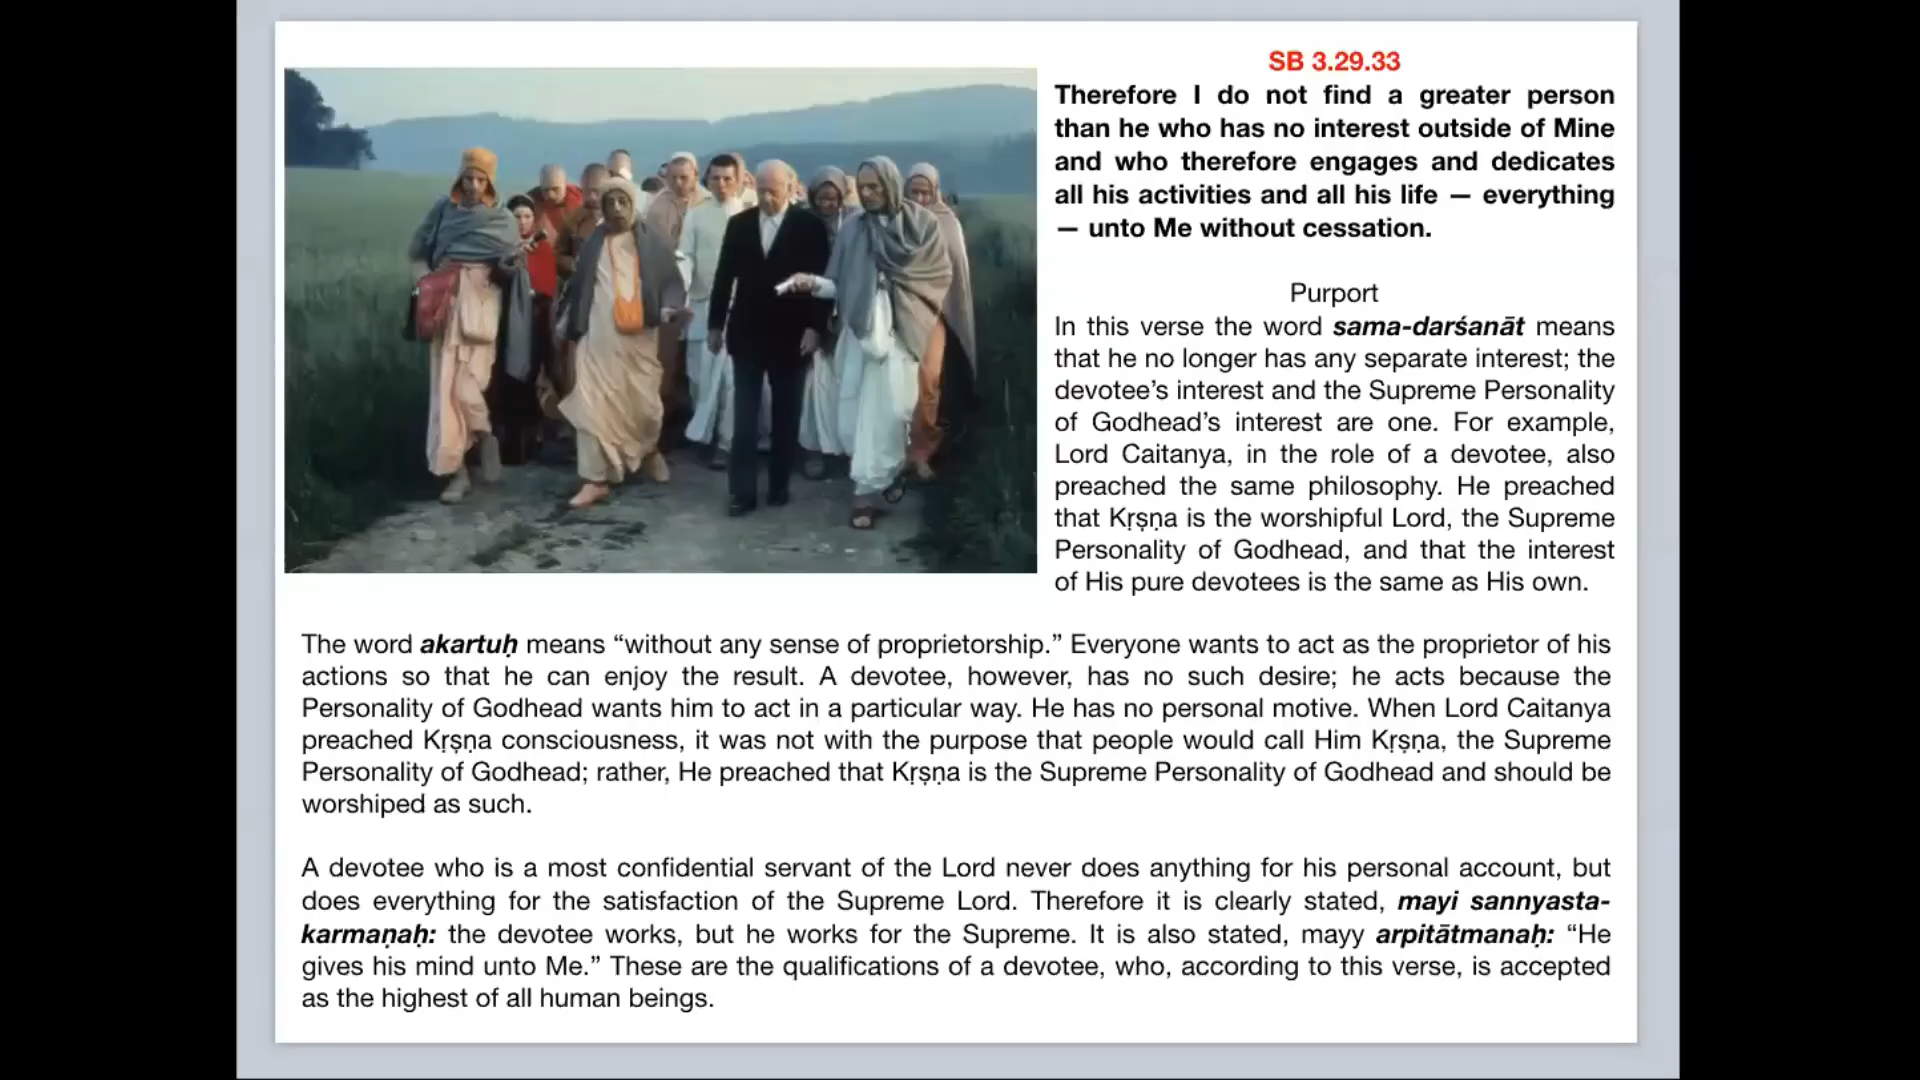 SB 3.29.33
Therefore I do not find a greater person
than he who has no interest outside of Mine
and who therefore engages and dedicates
all his activities and all his life — everything
— unto Me without cessation.
Purport
In this verse the word sama-darśanāt means
that he no longer has any separate interest; the
devotee’s interest and the Supreme Personality
of Godhead’s interest are one. For example,
Lord Caitanya, in the role of a devotee, also
preached the same philosophy. He preached
that Kṛṣṇa is the worshipful Lord, the Supreme
Personality of Godhead, and that the interest
of His pure devotees is the same as His own.
The word akartuḥ means “without any sense of proprietorship.” Everyone wants to act as the proprietor of his
actions so that he can enjoy the result. A devotee, however, has no such desire; he acts because the
Personality of Godhead wants him to act in a particular way. He has no personal motive. When Lord Caitanya
preached Kṛṣṇa consciousness, it was not with the purpose that people would call Him Kṛṣṇa, the Supreme
Personality of Godhead; rather, He preached that Kṛṣṇa is the Supreme Personality of Godhead and should be
worshiped as such.
A devotee who is a most confidential servant of the Lord never does anything for his personal account, but
does everything for the satisfaction of the Supreme Lord. Therefore it is clearly stated, mayi sannyasta-
karmaṇaḥ: the devotee works, but he works for the Supreme. It is also stated, mayy arpitātmanaḥ: “He
gives his mind unto Me.” These are the qualifications of a devotee, who, according to this verse, is accepted
as the highest of all human beings.